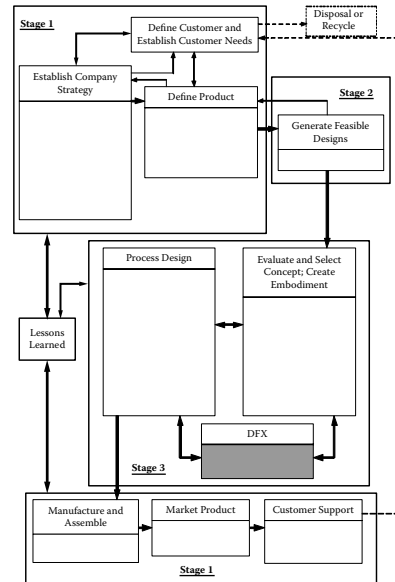 Stage 1
Define Customer and
Establish Customer Needs
Disposal or
Recycle
Establish Company
Strategy
Define Product
Stage 2
Generate Feasible
Designs
Process Design
Evaluate and Select
Concept; Create
Embodiment
Lessons
Learned
DFX
Stage 3
Manufacture and
Assemble
Market Product
Customer Support
Stage 1